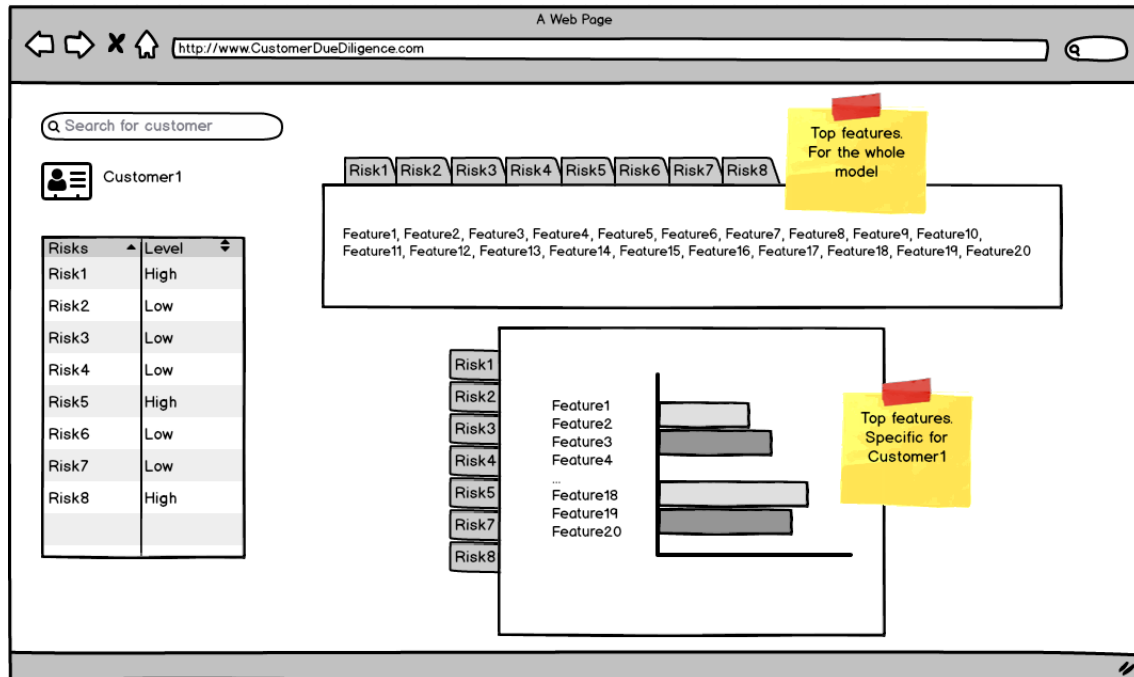 A Web Page
http://www.CustomerDueDiligence.com
Search for customer
Customer1
Risks Level
Risk1 High
Risk2 Low
Risk3 Low
Risk4 Low
Risk5 High
Risk6 Low
Risk7 Low
Risk8 High
Risk1 Risk2 Risk3 Risk4 Risk5 Risk6 Risk7 Risk8
Top features.
For the whole
model
Feature1, Feature2, Feature3, Feature4, Feature5, Feature6, Feature7, Feature8, Feature9, Feature10,
Feature11, Feature12, Feature13, Feature14, Feature15, Feature16, Feature17, Feature18, Feature19, Feature20
Risk1
Risk2
Risk3
Risk4
Risk5
Risk7
Risk8
Feature1
Feature2
Feature3
Feature4
...
Feature18
Feature19
Feature20
Top features.
Specific for
Customer1